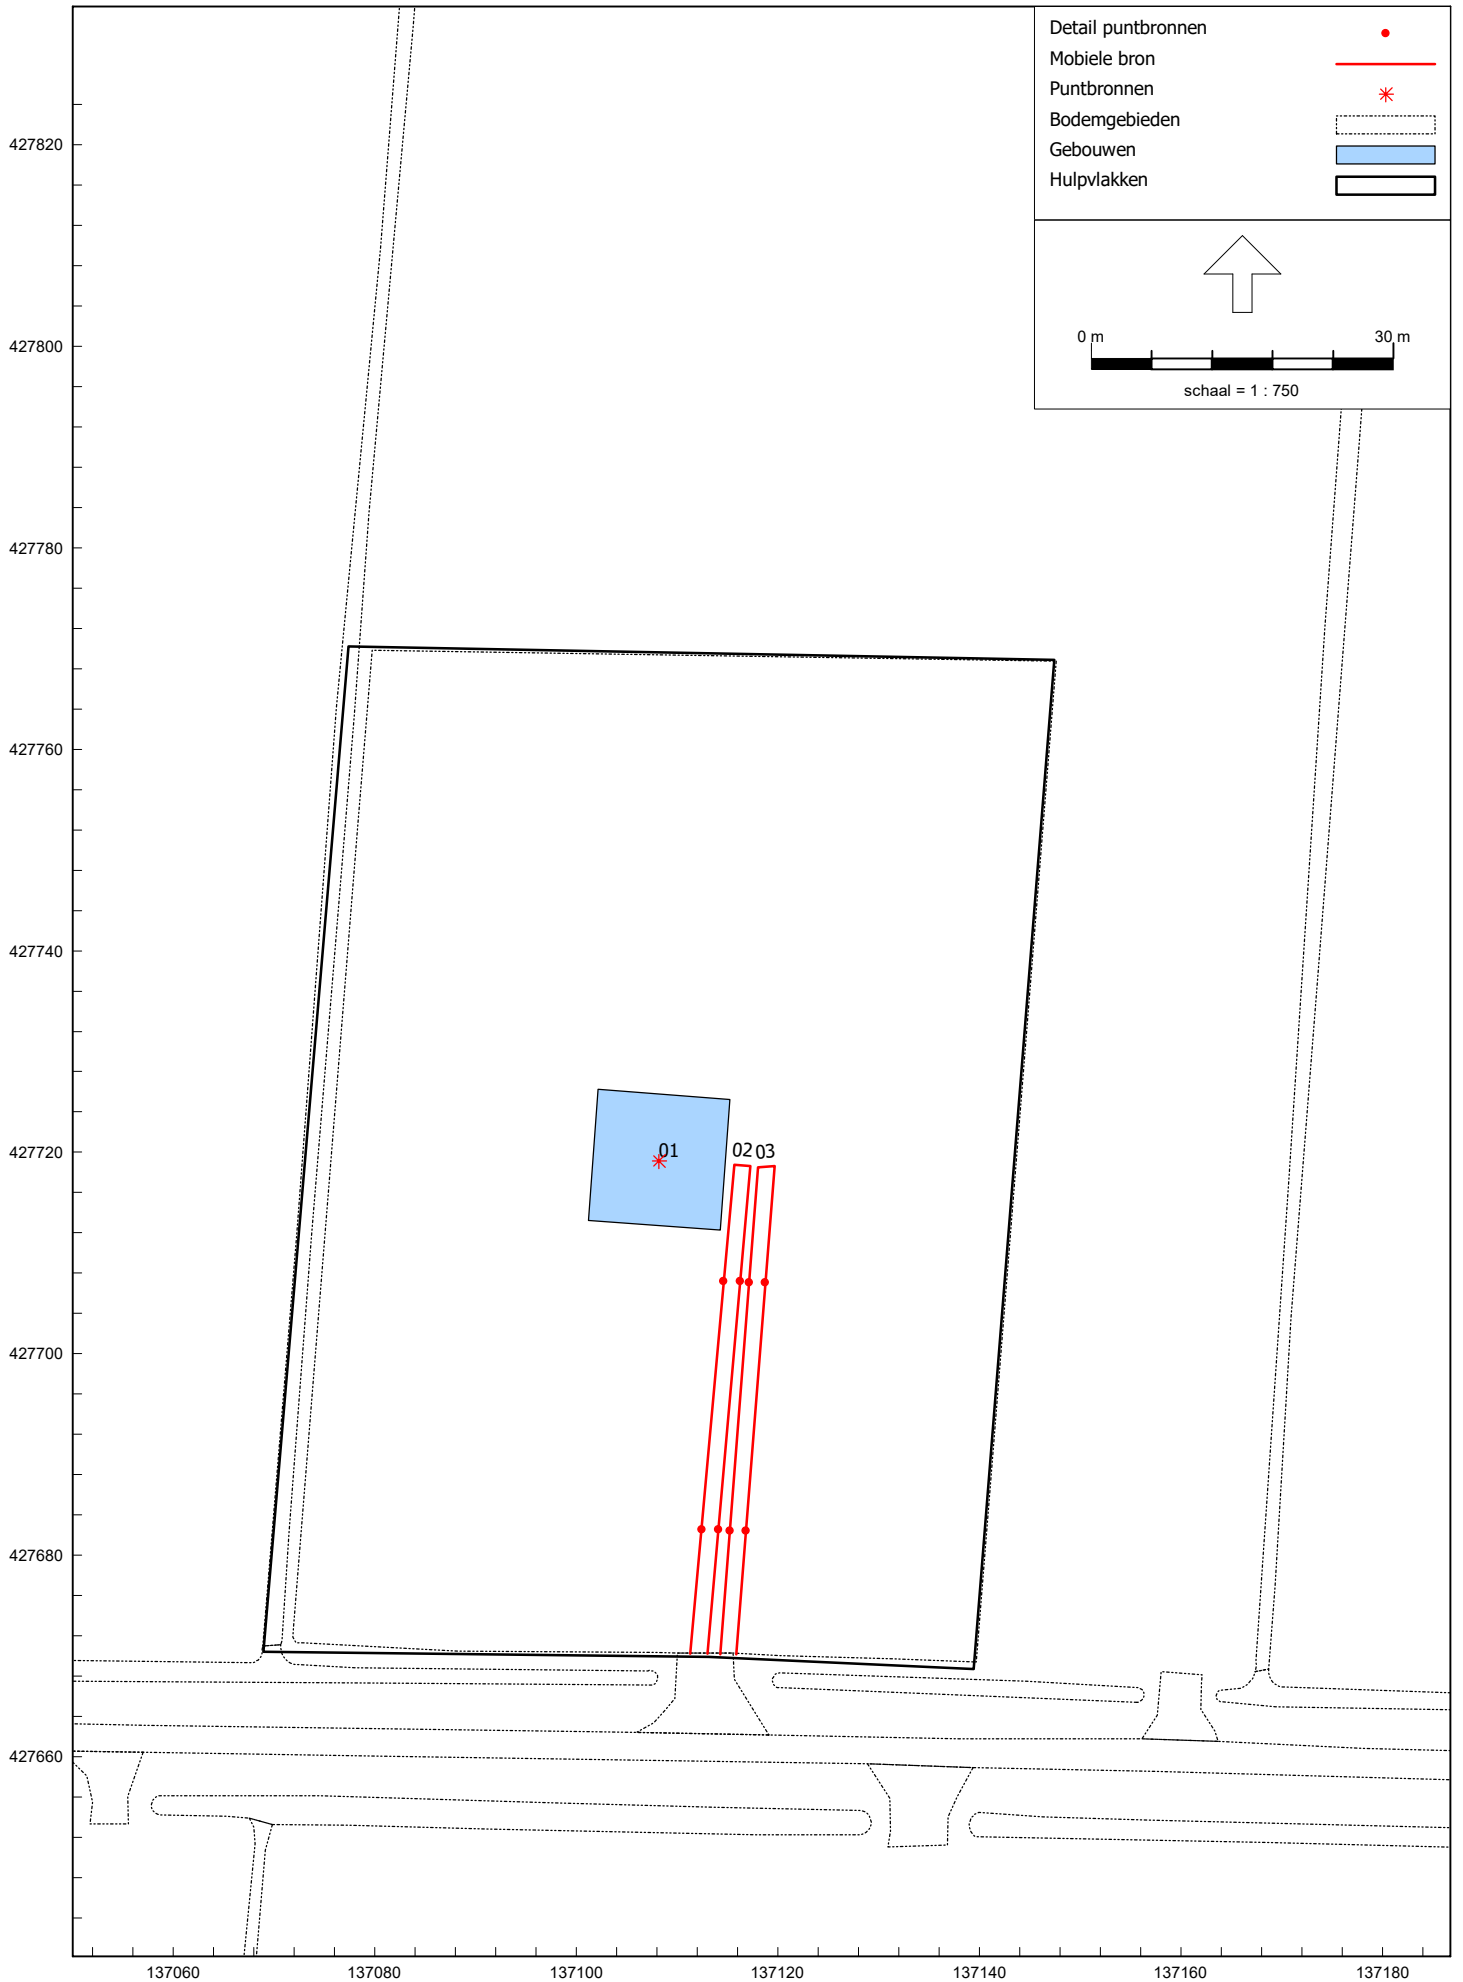 Detail puntbronnen
Mobiele bron
Puntbronnen
Bodemgebieden
Gebouwen
Hulpvlakken
0 m 30 m
schaal = 1 : 750
427820
427800
427780
427760
427740
427720
427700
427680
427660
01
02 03
137060 137080 137100 137120 137140 137160 137180